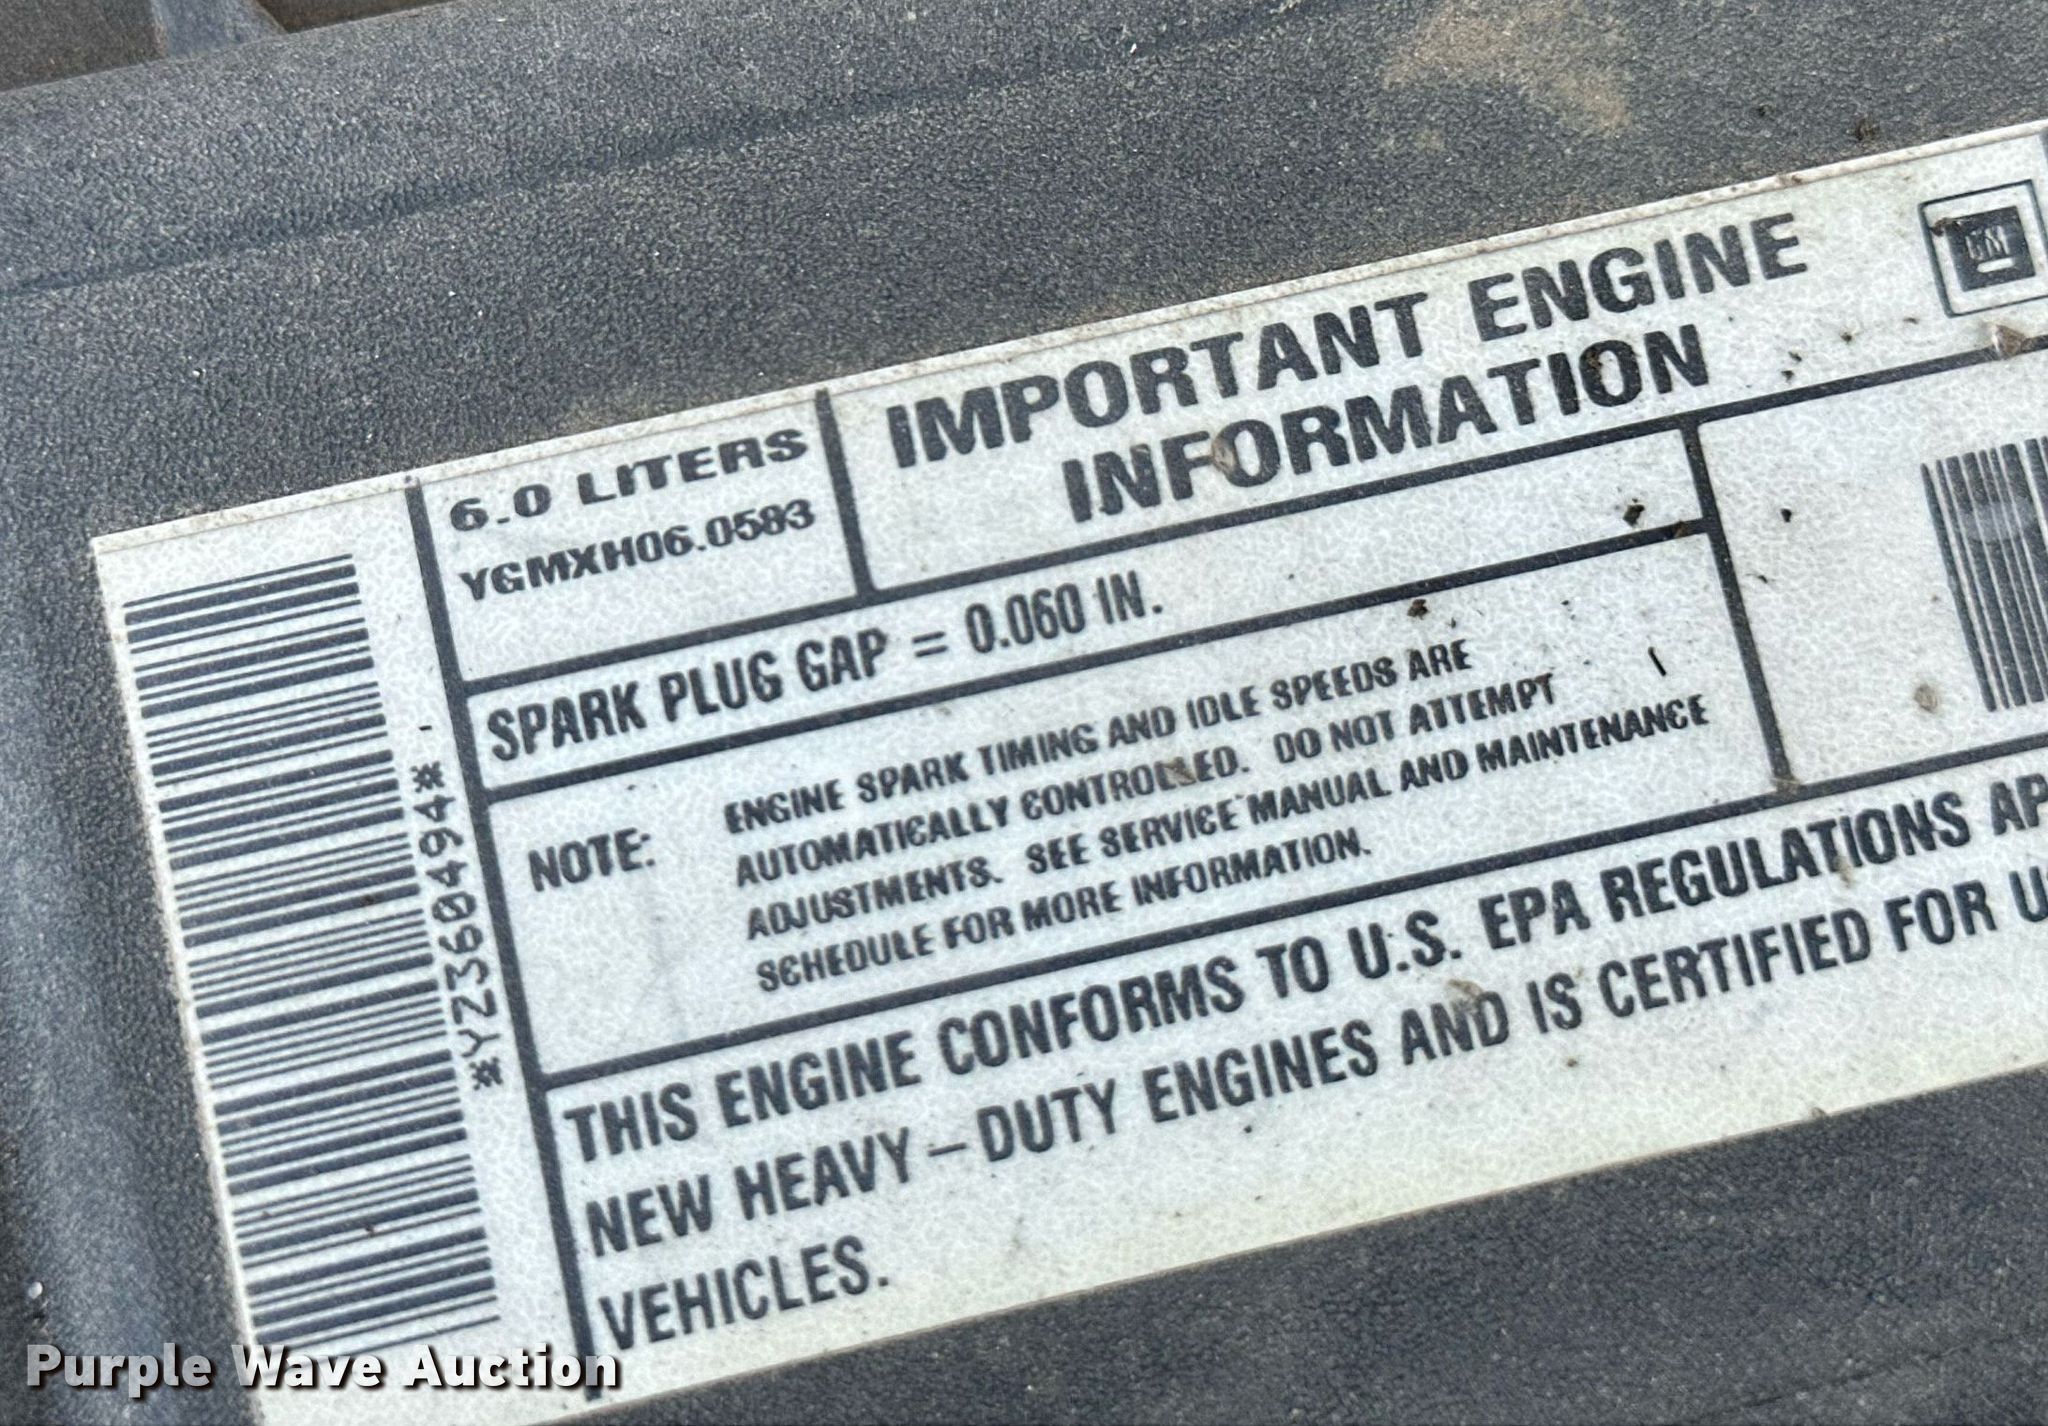 6.0 LITERS
YGMXH06.0583
IMPORTANT ENGINE
INFORMATION
GM
SPARK PLUG GAP = 0.060 IN.
NOTE: ENGINE SPARK TIMING AND IDLE SPEEDS ARE
AUTOMATICALLY CONTROLLED. DO NOT ATTEMPT
ADJUSTMENTS. SEE SERVICE MANUAL AND MAINTENANCE
SCHEDULE FOR MORE INFORMATION.
*YZ360494*
THIS ENGINE CONFORMS TO U.S. EPA REGULATIONS AP
NEW HEAVY-DUTY ENGINES AND IS CERTIFIED FOR U
VEHICLES.
Purple Wave Auction